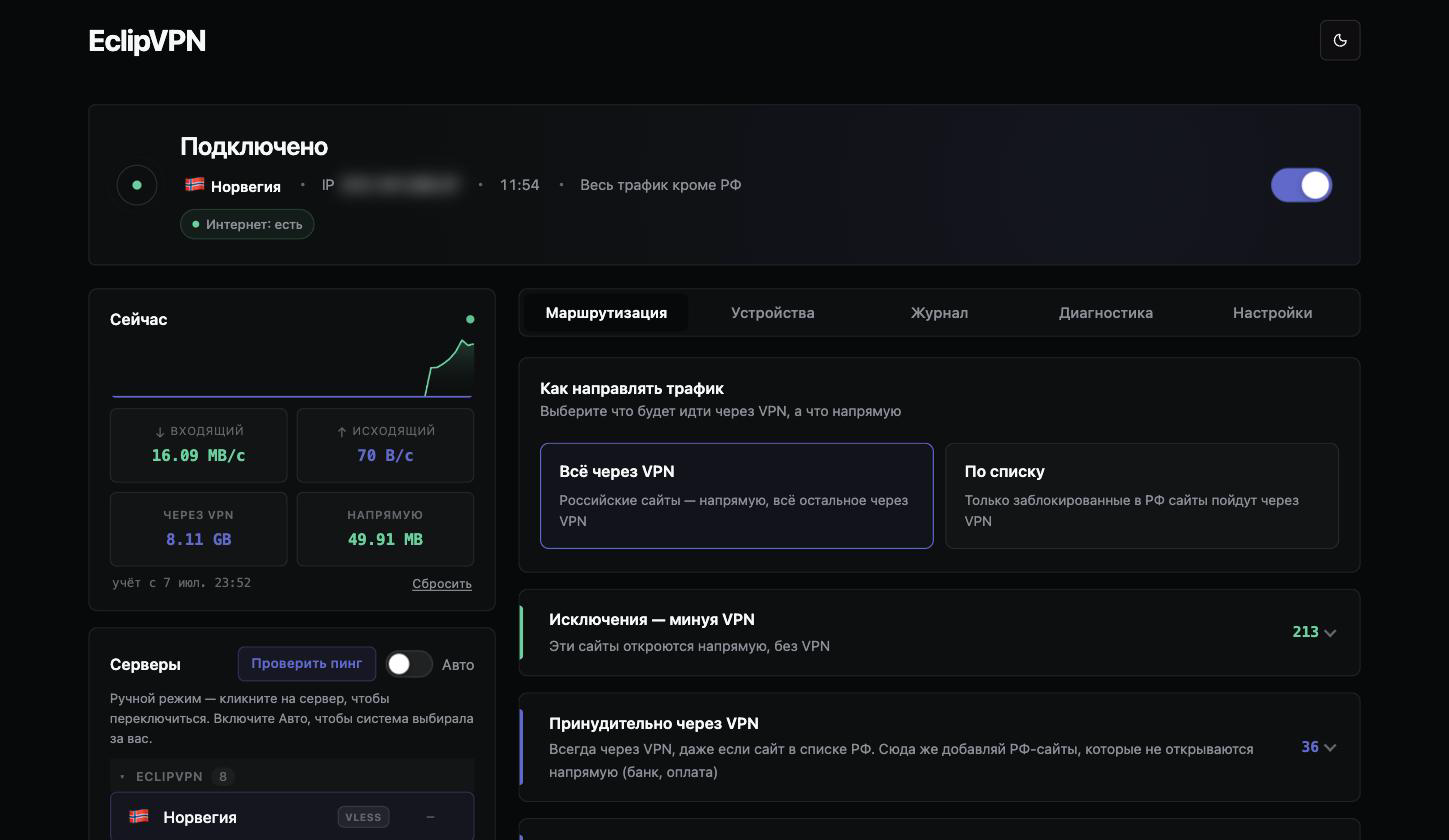 EclipVPN
Подключено
Норвегия • IP • 11:54 • Весь трафик кроме РФ
Интернет: есть
Сейчас
↓ ВХОДЯЩИЙ
16.09 MB/с
↑ ИСХОДЯЩИЙ
70 B/с
ЧЕРЕЗ VPN
8.11 GB
НАПРЯМУЮ
49.91 MB
учёт с 7 июл. 23:52
Сбросить
Серверы
Проверить пинг
Авто
Ручной режим — кликните на сервер, чтобы
переключиться. Включите Авто, чтобы система выбирала
за вас.
ECLIPVPN 8
Норвегия VLESS –
Маршрутизация
Устройства
Журнал
Диагностика
Настройки
Как направлять трафик
Выберите что будет идти через VPN, а что напрямую
Всё через VPN
Российские сайты — напрямую, всё остальное через
VPN
По списку
Только заблокированные в РФ сайты пойдут через
VPN
Исключения — минуя VPN
Эти сайты откроются напрямую, без VPN
213
Принудительно через VPN
Всегда через VPN, даже если сайт в списке РФ. Сюда же добавляй РФ-сайты, которые не открываются
напрямую (банк, оплата)
36